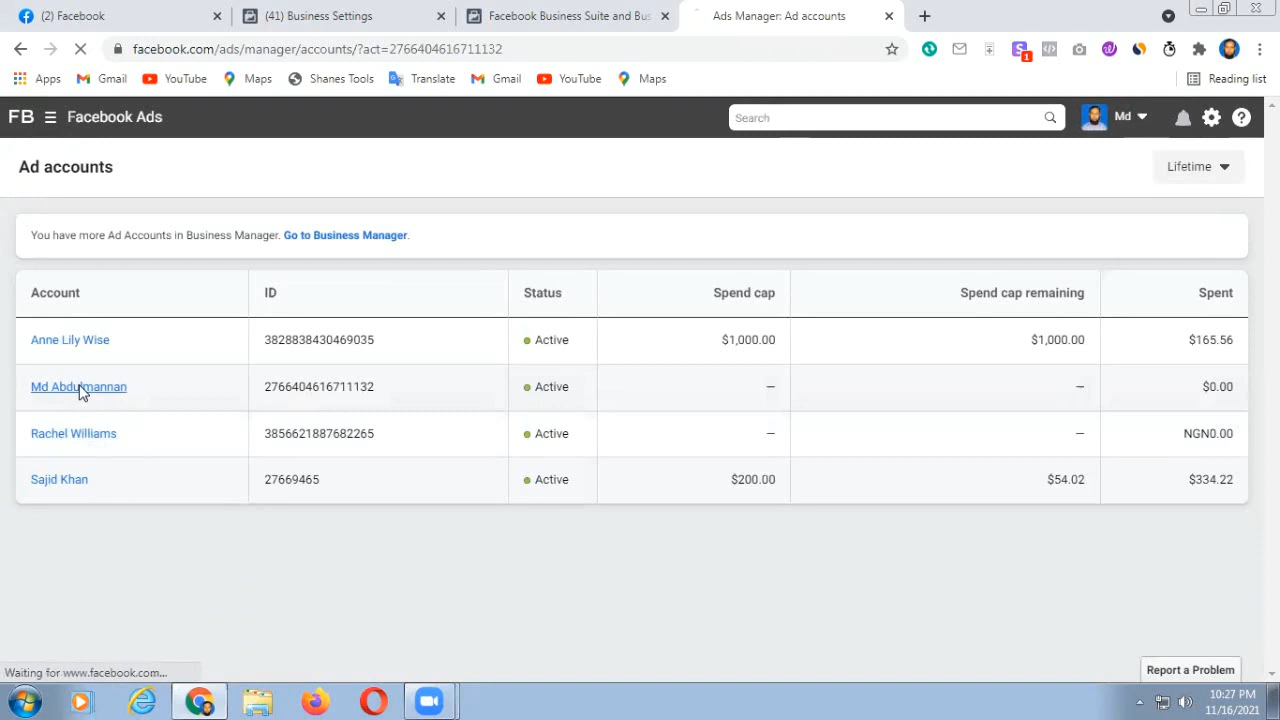 (2) Facebook
(41) Business Settings
Facebook Business Suite and Bus
Ads Manager: Ad accounts
facebook.com/ads/manager/accounts/?act=2766404616711132
1
Apps
Gmail
YouTube
Maps
Shanes Tools
Translate
Gmail
YouTube
Maps
Reading list
FB
Facebook Ads
Search
Md
Ad accounts
Lifetime
You have more Ad Accounts in Business Manager. Go to Business Manager.
Account ID Status Spend cap Spend cap remaining Spent
Anne Lily Wise 3828838430469035 Active $1,000.00 $1,000.00 $165.56
Md Abdulmannan 2766404616711132 Active — — $0.00
Rachel Williams 3856621887682265 Active — — NGN0.00
Sajid Khan 27669465 Active $200.00 $54.02 $334.22
Waiting for www.facebook.com...
Report a Problem
10:27 PM
11/16/2021